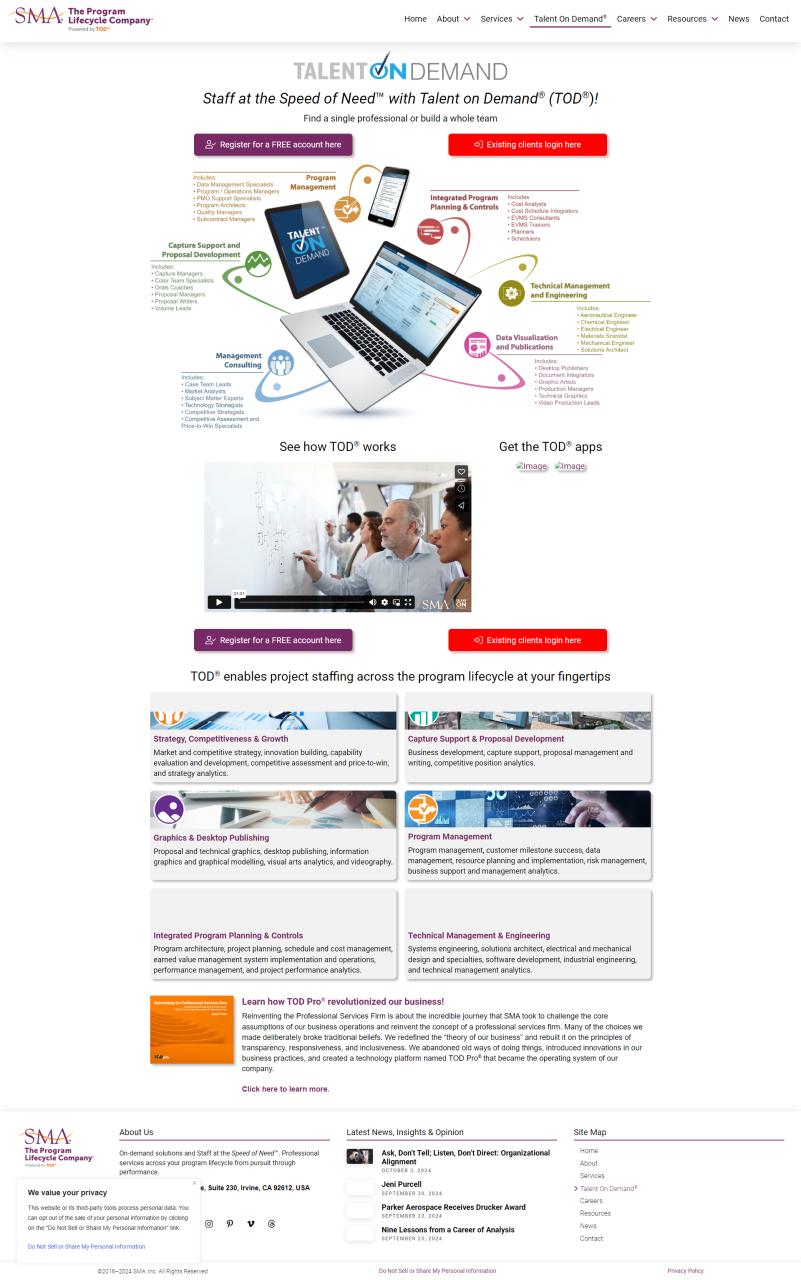 SMA The Program Lifecycle Company™
Powered by TOD®
Home About Services Talent On Demand® Careers Resources News Contact
TALENT ON DEMAND
Staff at the Speed of Need™ with Talent on Demand® (TOD®)!
Find a single professional or build a whole team
Register for a FREE account here
Existing clients login here
Program Management
Includes:
• Data Management Specialists
• Program / Operations Managers
• PMO Support Specialists
• Program Architects
• Quality Managers
• Subcontract Managers
Integrated Program Planning & Controls
Includes:
• Cost Analysts
• Cost Schedule Integrators
• EVMS Consultants
• EVMS Trainers
• Planners
• Schedulers
TALENT ON DEMAND
Capture Support and Proposal Development
Includes:
• Capture Managers
• Color Team Specialists
• Orals Coaches
• Proposal Managers
• Proposal Writers
• Volume Leads
Technical Management and Engineering
Includes:
• Aeronautical Engineer
• Chemical Engineer
• Electrical Engineer
• Materials Scientist
• Mechanical Engineer
• Solutions Architect
Data Visualization and Publications
Includes:
• Desktop Publishers
• Document Integrators
• Graphic Artists
• Production Managers
• Technical Graphics
• Video Production Leads
Management Consulting
Includes:
• Case Team Leads
• Market Analysts
• Subject Matter Experts
• Technology Strategists
• Competitive Strategists
• Competitive Assessment and
Price-to-Win Specialists
See how TOD® works
Get the TOD® apps
Image Image
01:01
SMA
Register for a FREE account here
Existing clients login here
TOD® enables project staffing across the program lifecycle at your fingertips
Strategy, Competitiveness & Growth
Market and competitive strategy, innovation building, capability
evaluation and development, competitive assessment and price-to-win,
and strategy analytics.
Capture Support & Proposal Development
Business development, capture support, proposal management and
writing, competitive position analytics.
Graphics & Desktop Publishing
Proposal and technical graphics, desktop publishing, information
graphics and graphical modelling, visual arts analytics, and videography.
Program Management
Program management, customer milestone success, data
management, resource planning and implementation, risk management,
business support and management analytics.
Integrated Program Planning & Controls
Program architecture, project planning, schedule and cost management,
earned value management system implementation and operations,
performance management, and project performance analytics.
Technical Management & Engineering
Systems engineering, solutions architect, electrical and mechanical
design and specialties, software development, industrial engineering,
and technical management analytics.
Reinventing the Professional Services Firm
Learn how TOD Pro® revolutionized our business!
Reinventing the Professional Services Firm is about the incredible journey that SMA took to challenge the core
assumptions of our business operations and reinvent the concept of a professional services firm. Many of the choices we
made deliberately broke traditional beliefs. We redefined the "theory of our business" and rebuilt it on the principles of
transparency, responsiveness, and inclusiveness. We abandoned old ways of doing things, introduced innovations in our
business practices, and created a technology platform named TOD Pro® that became the operating system of our
company.
Click here to learn more.
SMA
The Program Lifecycle Company™
Powered by TOD®
About Us
On-demand solutions and Staff at the Speed of Need™. Professional
services across your program lifecycle from pursuit through
performance.
e, Suite 230, Irvine, CA 92612, USA
Latest News, Insights & Opinion
Ask, Don't Tell; Listen, Don't Direct: Organizational
Alignment
OCTOBER 3, 2024
Jeni Purcell
SEPTEMBER 30, 2024
Parker Aerospace Receives Drucker Award
SEPTEMBER 23, 2024
Nine Lessons from a Career of Analysis
SEPTEMBER 23, 2024
Site Map
Home
About
Services
Talent On Demand®
Careers
Resources
News
Contact
We value your privacy
This website or its third-party tools process personal data. You
can opt out of the sale of your personal information by clicking
on the "Do Not Sell or Share My Personal Information" link.
Do Not Sell or Share My Personal Information
©2018–2024 SMA, Inc. All Rights Reserved
Do Not Sell or Share My Personal Information
Privacy Policy